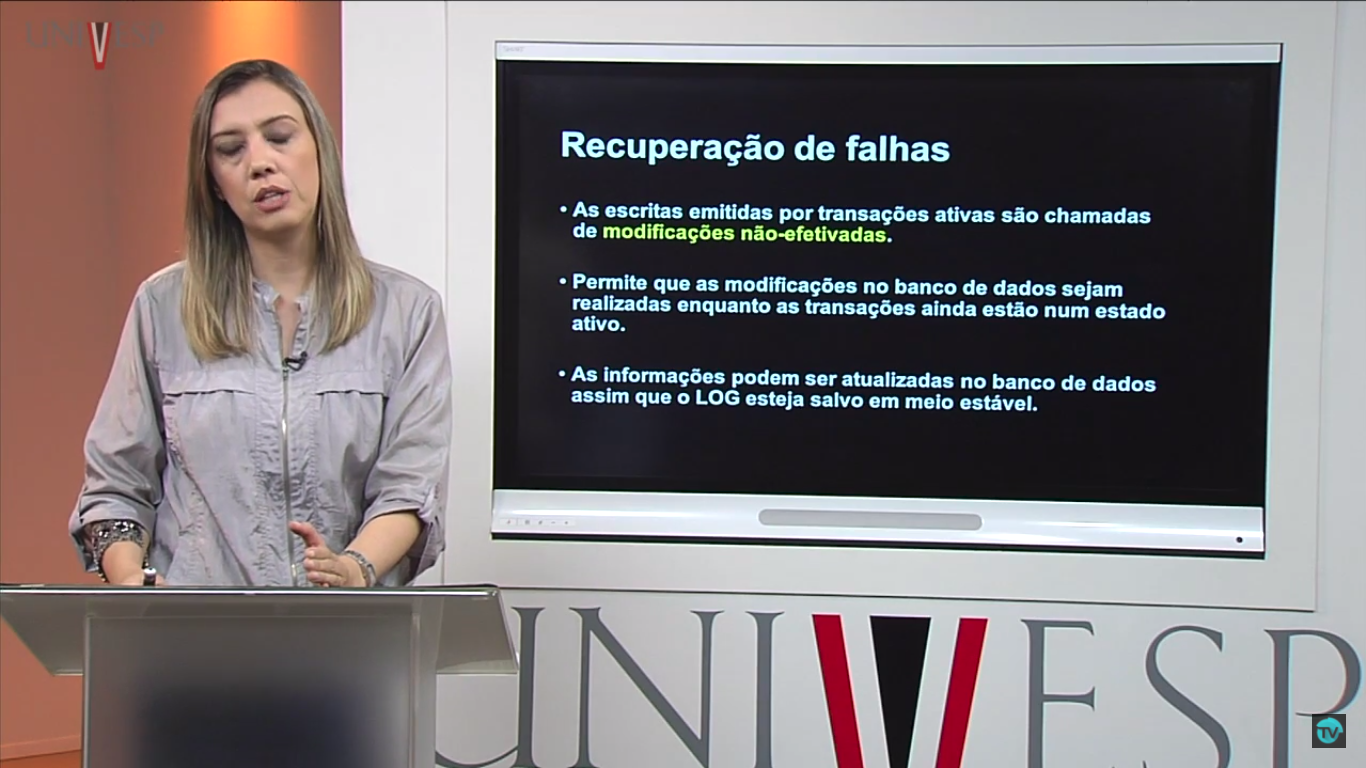 UNIVESP
Recuperação de falhas
• As escritas emitidas por transações ativas são chamadas
de modificações não-efetivadas.
• Permite que as modificações no banco de dados sejam
realizadas enquanto as transações ainda estão num estado
ativo.
• As informações podem ser atualizadas no banco de dados
assim que o LOG esteja salvo em meio estável.
UNIVESP
TV